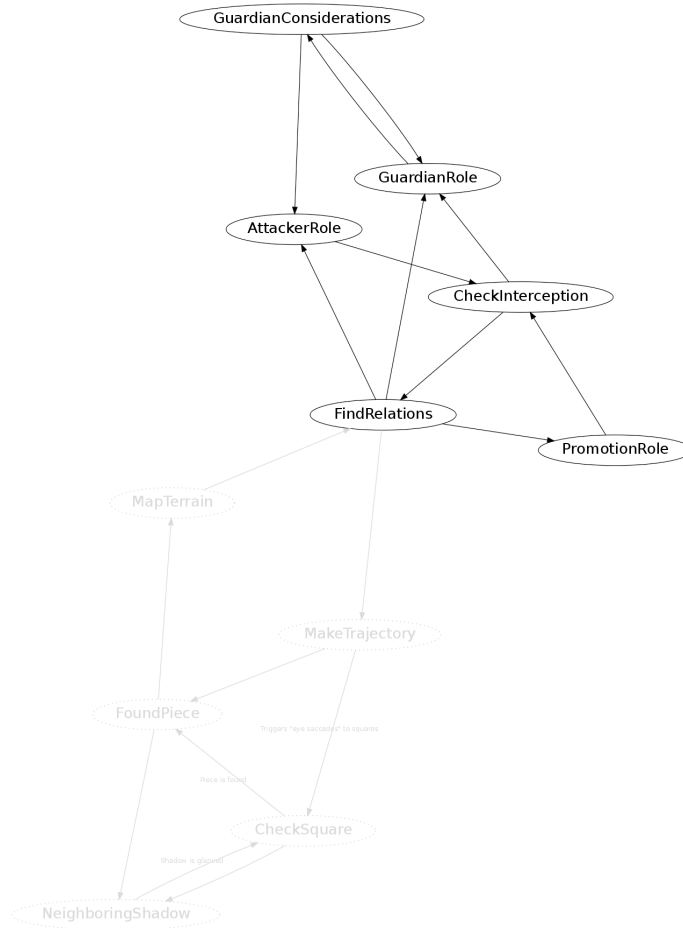 GuardianConsiderations
GuardianRole
AttackerRole
CheckInterception
FindRelations
PromotionRole
MapTerrain
MakeTrajectory
FoundPiece
Triggers "eye saccades" to squares
Piece is found
CheckSquare
Shadow is glanced
NeighboringShadow